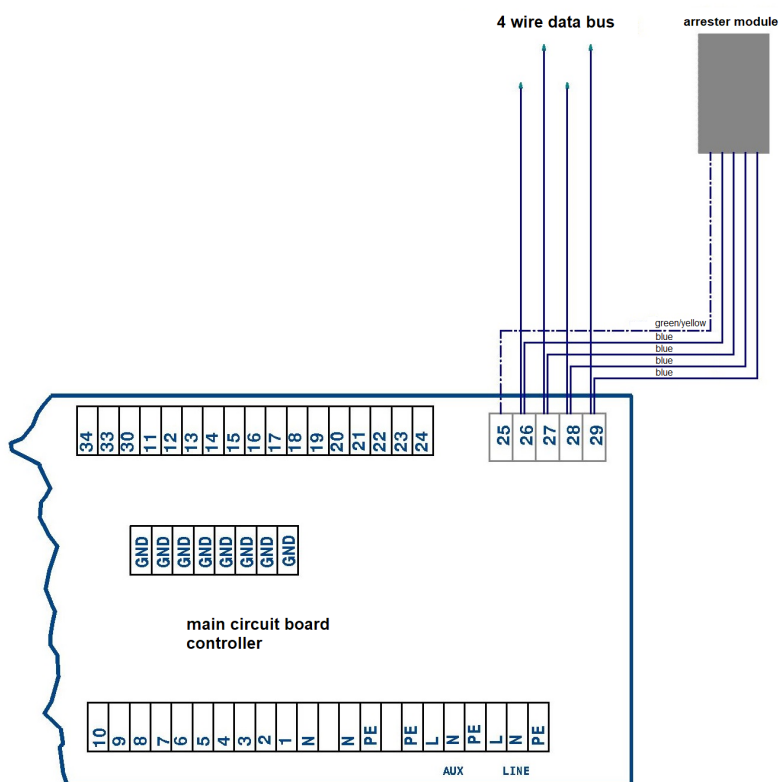 4 wire data bus
arrester module
green/yellow
blue
blue
blue
blue
25 26 27 28 29
34 33 30 11 12 13 14 15 16 17 18 19 20 21 22 23 24
GND GND GND GND GND GND GND GND
main circuit board
controller
10 9 8 7 6 5 4 3 2 1 N N PE PE L N PE L N PE
AUX LINE